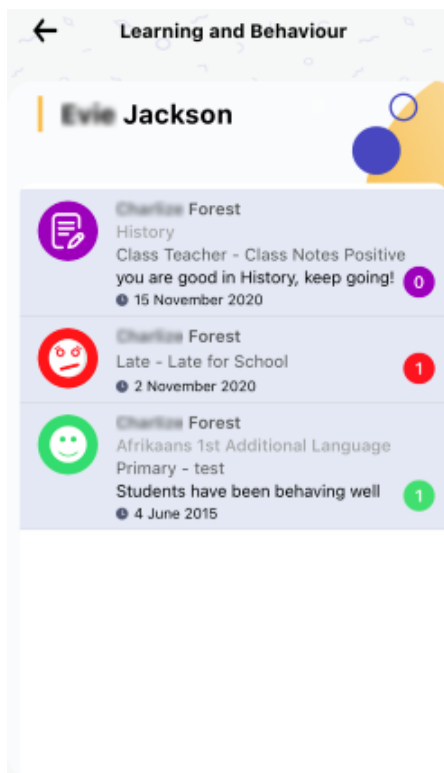 Learning and Behaviour
Jackson
Forest
History
Class Teacher - Class Notes Positive
you are good in History, keep going!
0
15 November 2020
Forest
Late - Late for School
1
2 November 2020
Forest
Afrikaans 1st Additional Language
Primary - test
Students have been behaving well
1
4 June 2015